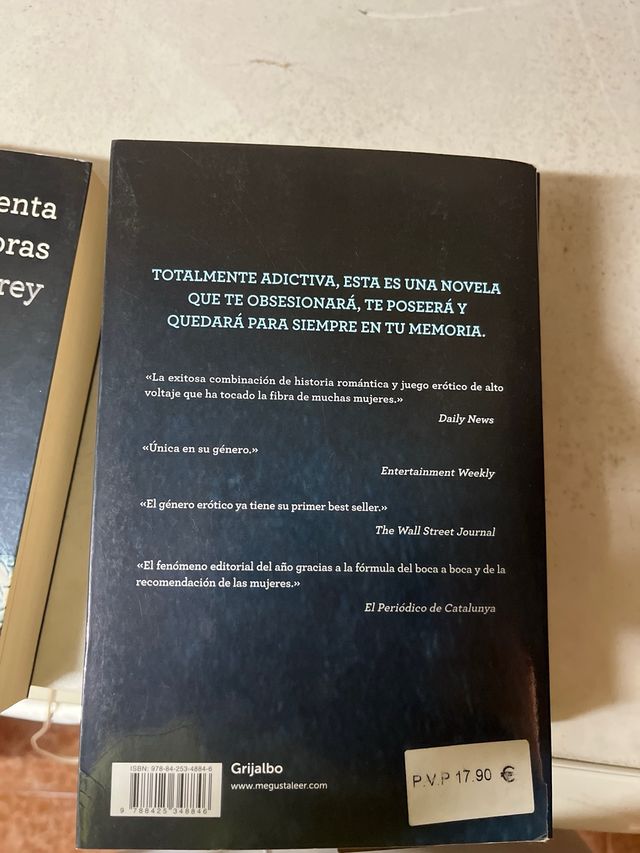 enta
oras
rey
TOTALMENTE ADICTIVA, ESTA ES UNA NOVELA
QUE TE OBSESIONARÁ, TE POSEERÁ Y
QUEDARÁ PARA SIEMPRE EN TU MEMORIA.
«La exitosa combinación de historia romántica y juego erótico de alto
voltaje que ha tocado la fibra de muchas mujeres.»
Daily News
«Única en su género.»
Entertainment Weekly
«El género erótico ya tiene su primer best seller.»
The Wall Street Journal
«El fenómeno editorial del año gracias a la fórmula del boca a boca y de la
recomendación de las mujeres.»
El Periódico de Catalunya
ISBN: 978-84-253-4884-6
9 788425 348846
Grijalbo
www.megustaleer.com
P.V.P 17.90 €